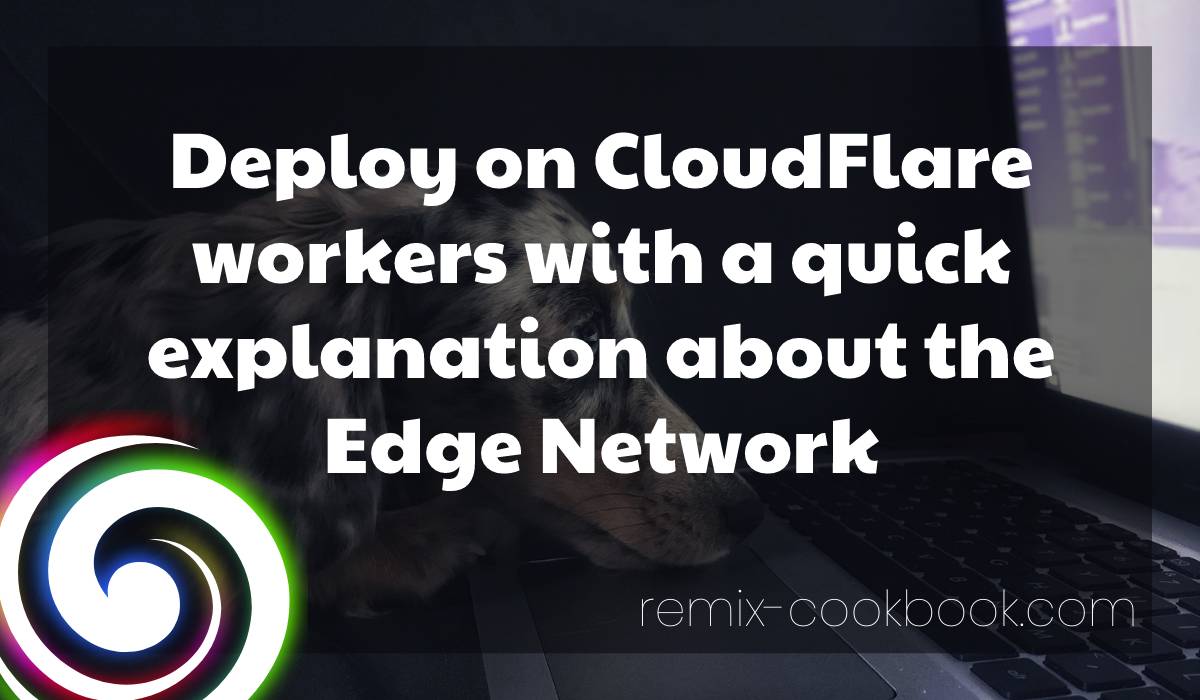 Deploy on CloudFlare
workers with a quick
explanation about the
Edge Network
remix-cookbook.com